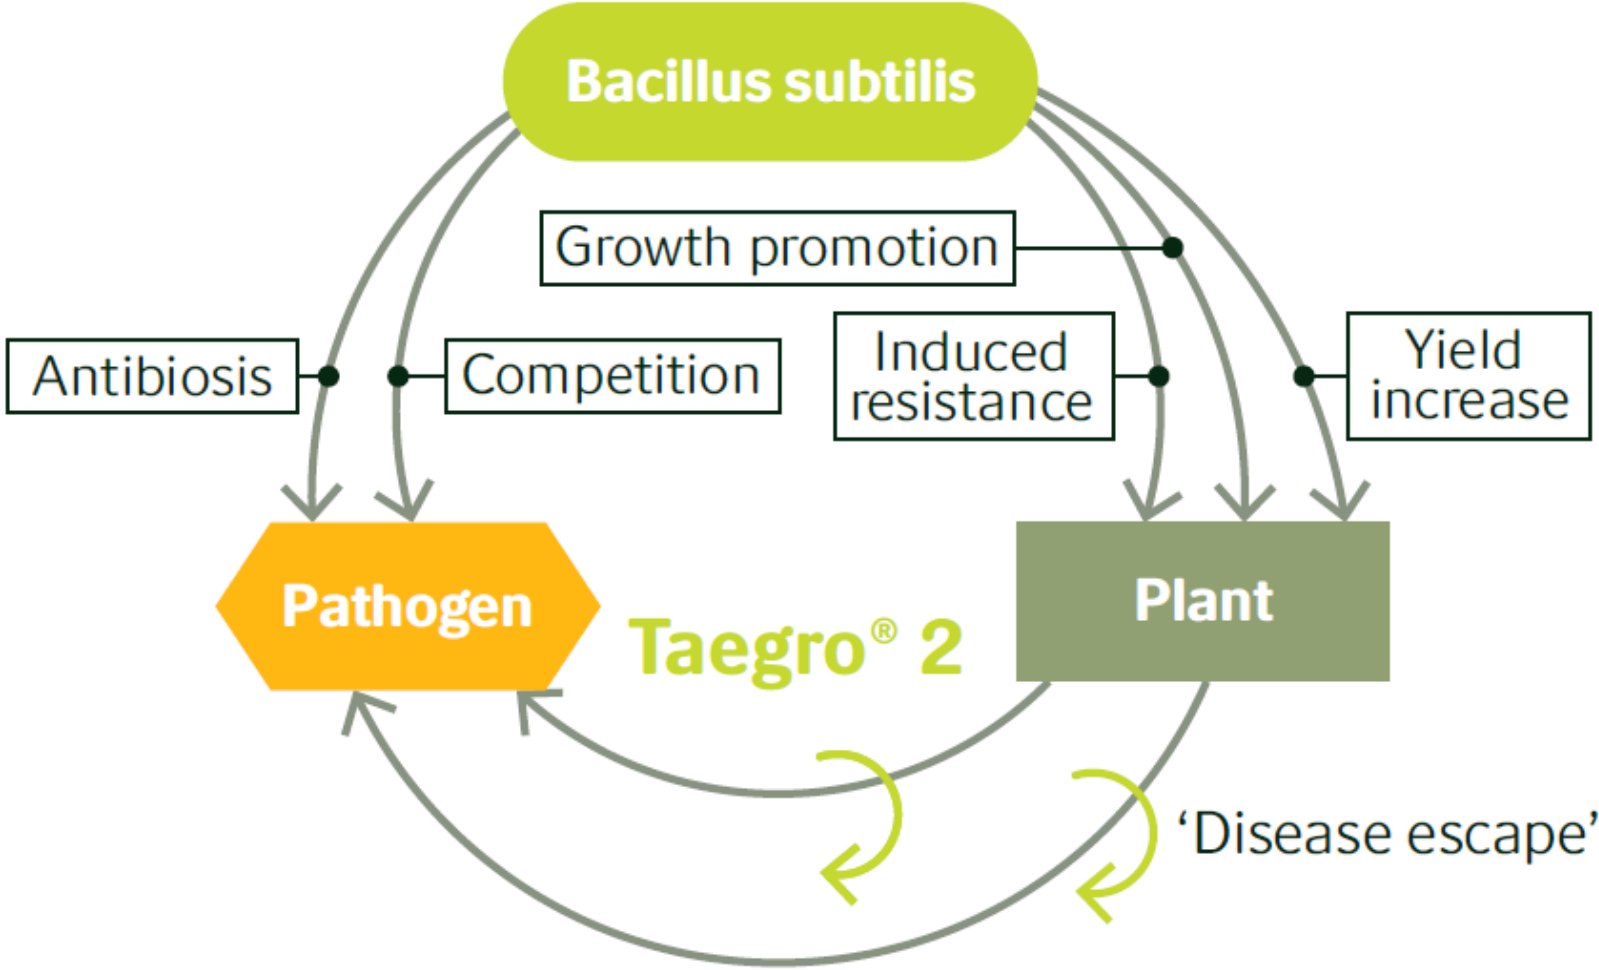 Bacillus subtilis
Growth promotion
Antibiosis
Competition
Induced
resistance
Yield
increase
Pathogen
Taegro® 2
Plant
‘Disease escape’